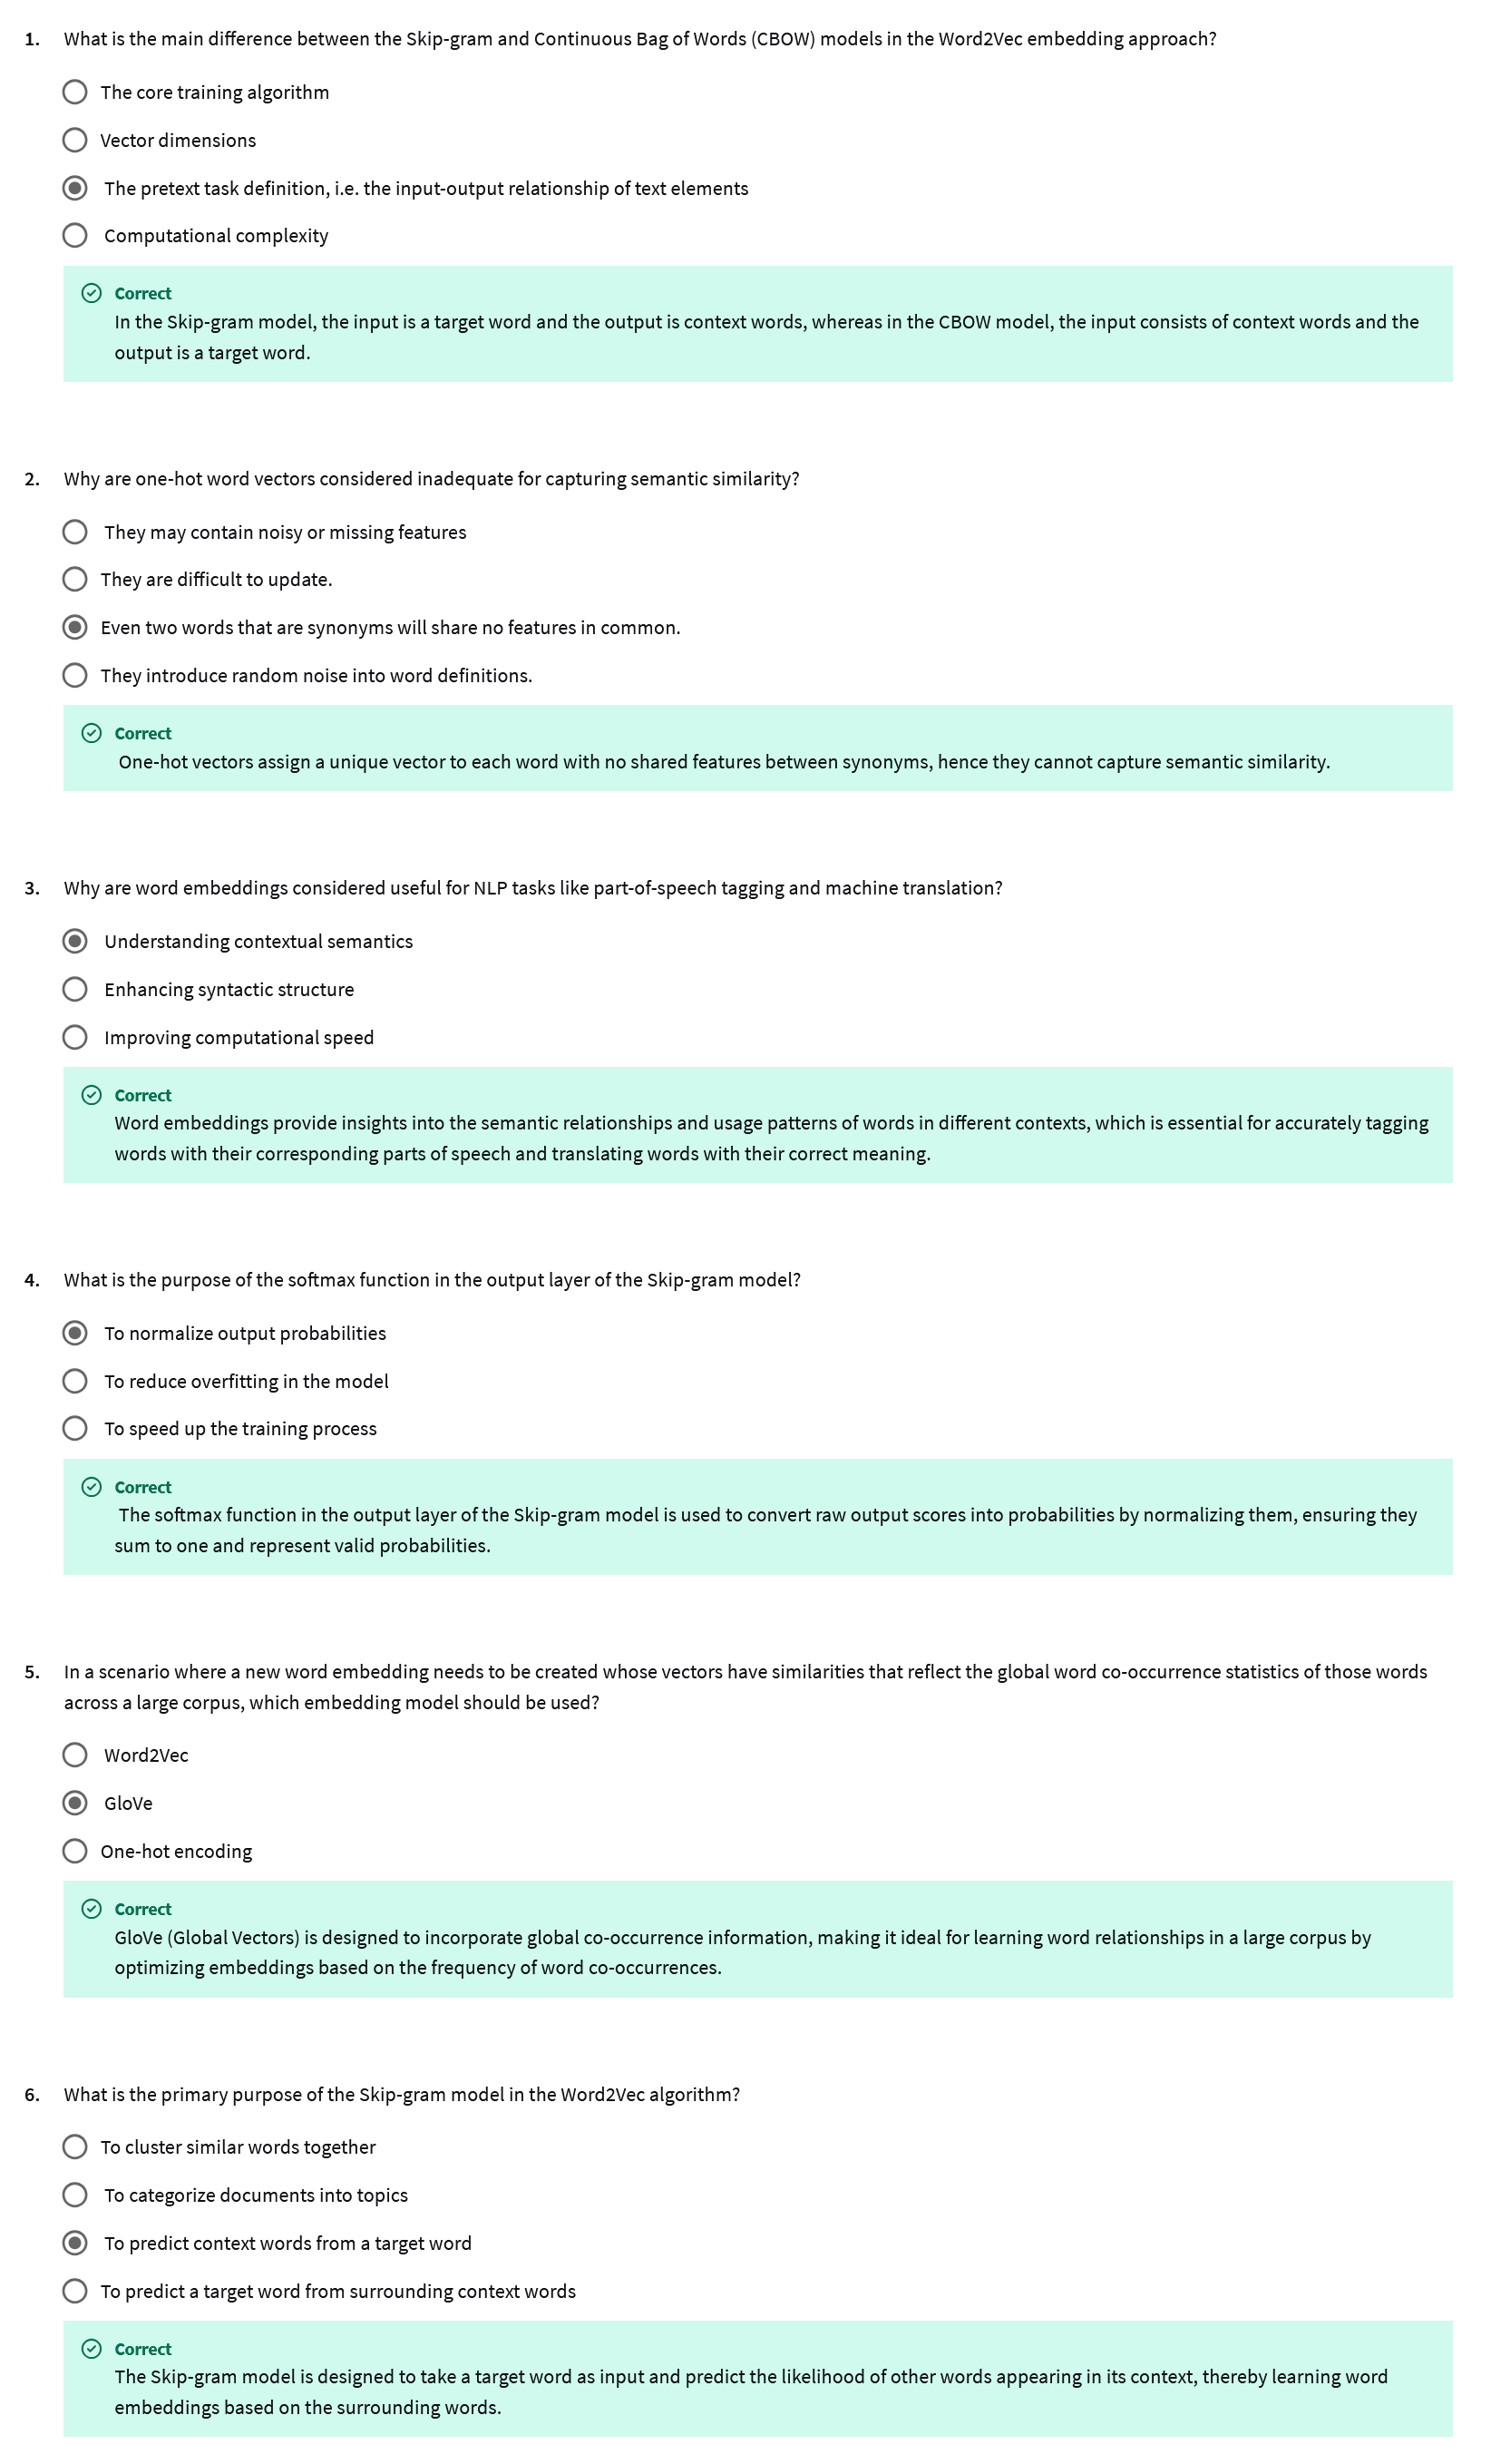 1. What is the main difference between the Skip-gram and Continuous Bag of Words (CBOW) models in the Word2Vec embedding approach?
The core training algorithm
Vector dimensions
The pretext task definition, i.e. the input-output relationship of text elements
Computational complexity
Correct
In the Skip-gram model, the input is a target word and the output is context words, whereas in the CBOW model, the input consists of context words and the
output is a target word.
2. Why are one-hot word vectors considered inadequate for capturing semantic similarity?
They may contain noisy or missing features
They are difficult to update.
Even two words that are synonyms will share no features in common.
They introduce random noise into word definitions.
Correct
One-hot vectors assign a unique vector to each word with no shared features between synonyms, hence they cannot capture semantic similarity.
3. Why are word embeddings considered useful for NLP tasks like part-of-speech tagging and machine translation?
Understanding contextual semantics
Enhancing syntactic structure
Improving computational speed
Correct
Word embeddings provide insights into the semantic relationships and usage patterns of words in different contexts, which is essential for accurately tagging
words with their corresponding parts of speech and translating words with their correct meaning.
4. What is the purpose of the softmax function in the output layer of the Skip-gram model?
To normalize output probabilities
To reduce overfitting in the model
To speed up the training process
Correct
The softmax function in the output layer of the Skip-gram model is used to convert raw output scores into probabilities by normalizing them, ensuring they
sum to one and represent valid probabilities.
5. In a scenario where a new word embedding needs to be created whose vectors have similarities that reflect the global word co-occurrence statistics of those words
across a large corpus, which embedding model should be used?
Word2Vec
GloVe
One-hot encoding
Correct
GloVe (Global Vectors) is designed to incorporate global co-occurrence information, making it ideal for learning word relationships in a large corpus by
optimizing embeddings based on the frequency of word co-occurrences.
6. What is the primary purpose of the Skip-gram model in the Word2Vec algorithm?
To cluster similar words together
To categorize documents into topics
To predict context words from a target word
To predict a target word from surrounding context words
Correct
The Skip-gram model is designed to take a target word as input and predict the likelihood of other words appearing in its context, thereby learning word
embeddings based on the surrounding words.